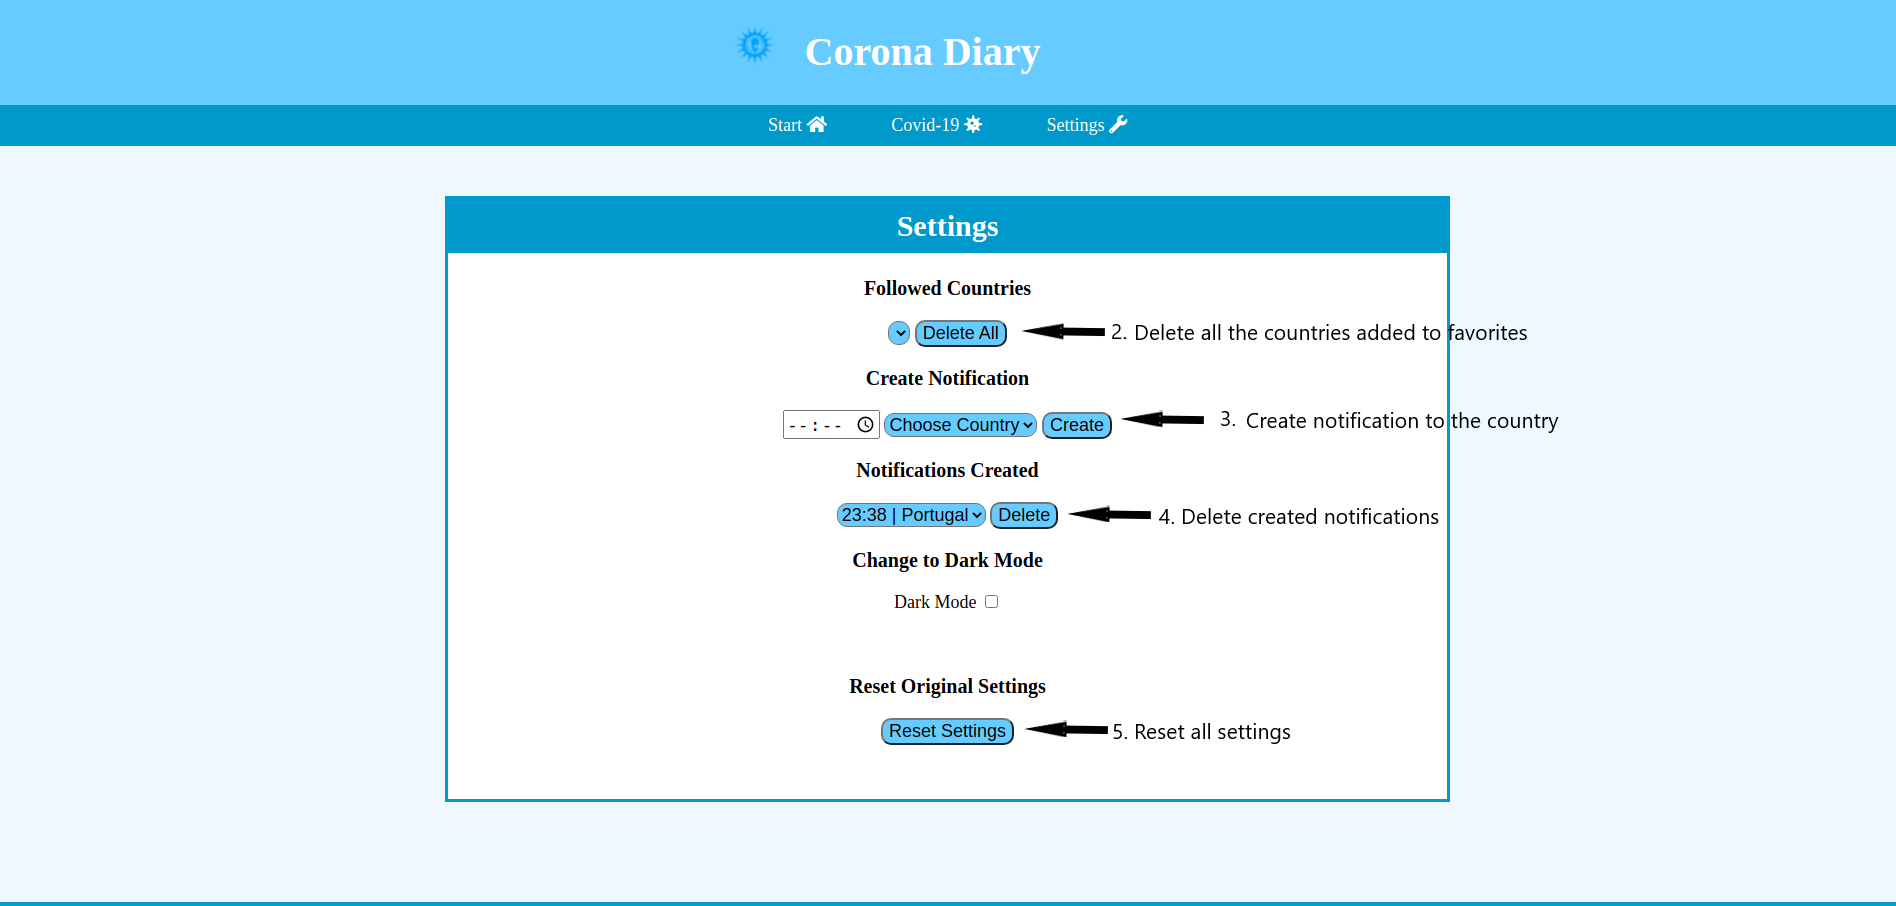 Corona Diary
Start Covid-19 Settings
Settings
Followed Countries
Delete All 2. Delete all the countries added to favorites
Create Notification
--:-- Choose Country Create 3. Create notification to the country
Notifications Created
23:38 | Portugal Delete 4. Delete created notifications
Change to Dark Mode
Dark Mode
Reset Original Settings
Reset Settings 5. Reset all settings